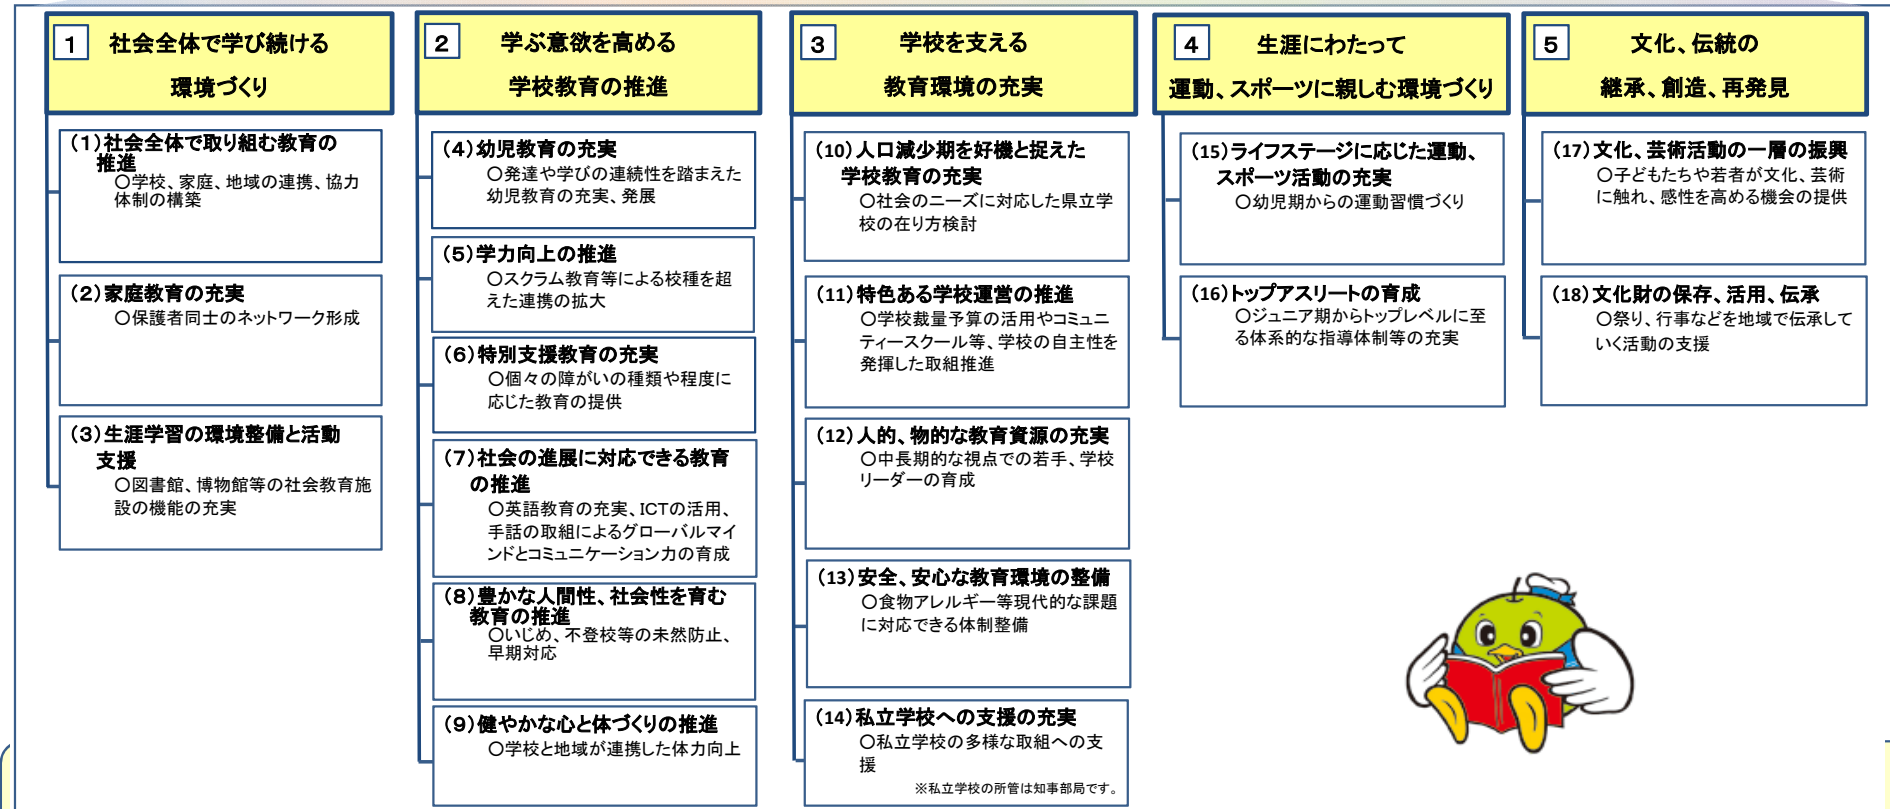 1 社会全体で学び続ける
環境づくり
(1)社会全体で取り組む教育の
推進
○学校、家庭、地域の連携、協力
体制の構築
(2)家庭教育の充実
○保護者同士のネットワーク形成
(3)生涯学習の環境整備と活動
支援
○図書館、博物館等の社会教育施
設の機能の充実
2 学ぶ意欲を高める
学校教育の推進
(4)幼児教育の充実
○発達や学びの連続性を踏まえた
幼児教育の充実、発展
(5)学力向上の推進
○スクラム教育等による校種を超
えた連携の拡大
(6)特別支援教育の充実
○個々の障がいの種類や程度に
応じた教育の提供
(7)社会の進展に対応できる教育
の推進
○英語教育の充実、ICTの活用、
手話の取組によるグローバルマイ
ンドとコミュニケーション力の育成
(8)豊かな人間性、社会性を育む
教育の推進
○いじめ、不登校等の未然防止、
早期対応
(9)健やかな心と体づくりの推進
○学校と地域が連携した体力向上
3 学校を支える
教育環境の充実
(10)人口減少期を好機と捉えた
学校教育の充実
○社会のニーズに対応した県立学
校の在り方検討
(11)特色ある学校運営の推進
○学校裁量予算の活用やコミュニ
ティースクール等、学校の自主性を
発揮した取組推進
(12)人的、物的な教育資源の充実
○中長期的な視点での若手、学校
リーダーの育成
(13)安全、安心な教育環境の整備
○食物アレルギー等現代的な課題
に対応できる体制整備
(14)私立学校への支援の充実
○私立学校の多様な取組への支
援
※私立学校の所管は知事部局です。
4 生涯にわたって
運動、スポーツに親しむ環境づくり
(15)ライフステージに応じた運動、
スポーツ活動の充実
○幼児期からの運動習慣づくり
(16)トップアスリートの育成
○ジュニア期からトップレベルに至
る体系的な指導体制等の充実
5 文化、伝統の
継承、創造、再発見
(17)文化、芸術活動の一層の振興
○子どもたちや若者が文化、芸術
に触れ、感性を高める機会の提供
(18)文化財の保存、活用、伝承
○祭り、行事などを地域で伝承して
いく活動の支援